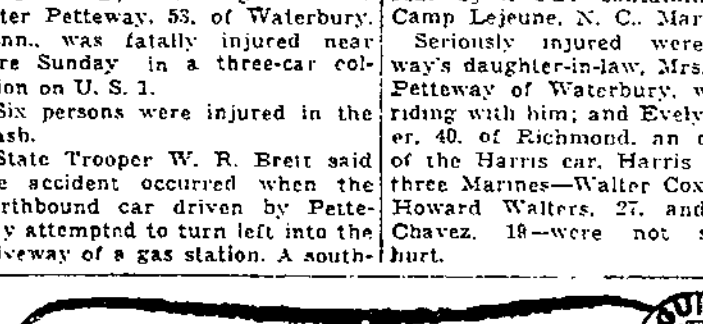 ter Petteway, 53, of Waterbury,
nn., was fatally injured near
re Sunday in a three-car col-
ion on U. S. 1.
Six persons were injured in the
ash.
State Trooper W. R. Brett said
e accident occurred when the
rthbound car driven by Pette-
y attempted to turn left into the
iveway of a gas station. A south-
Camp Lejeune, N. C., Mar
Seriously injured were
way's daughter-in-law, Mrs.
Petteway of Waterbury, w
riding with him; and Evely
er, 40, of Richmond, an o
of the Harris car. Harris
three Marines—Walter Cox
Howard Walters, 27, and
Chavez, 19—were not s
hurt.